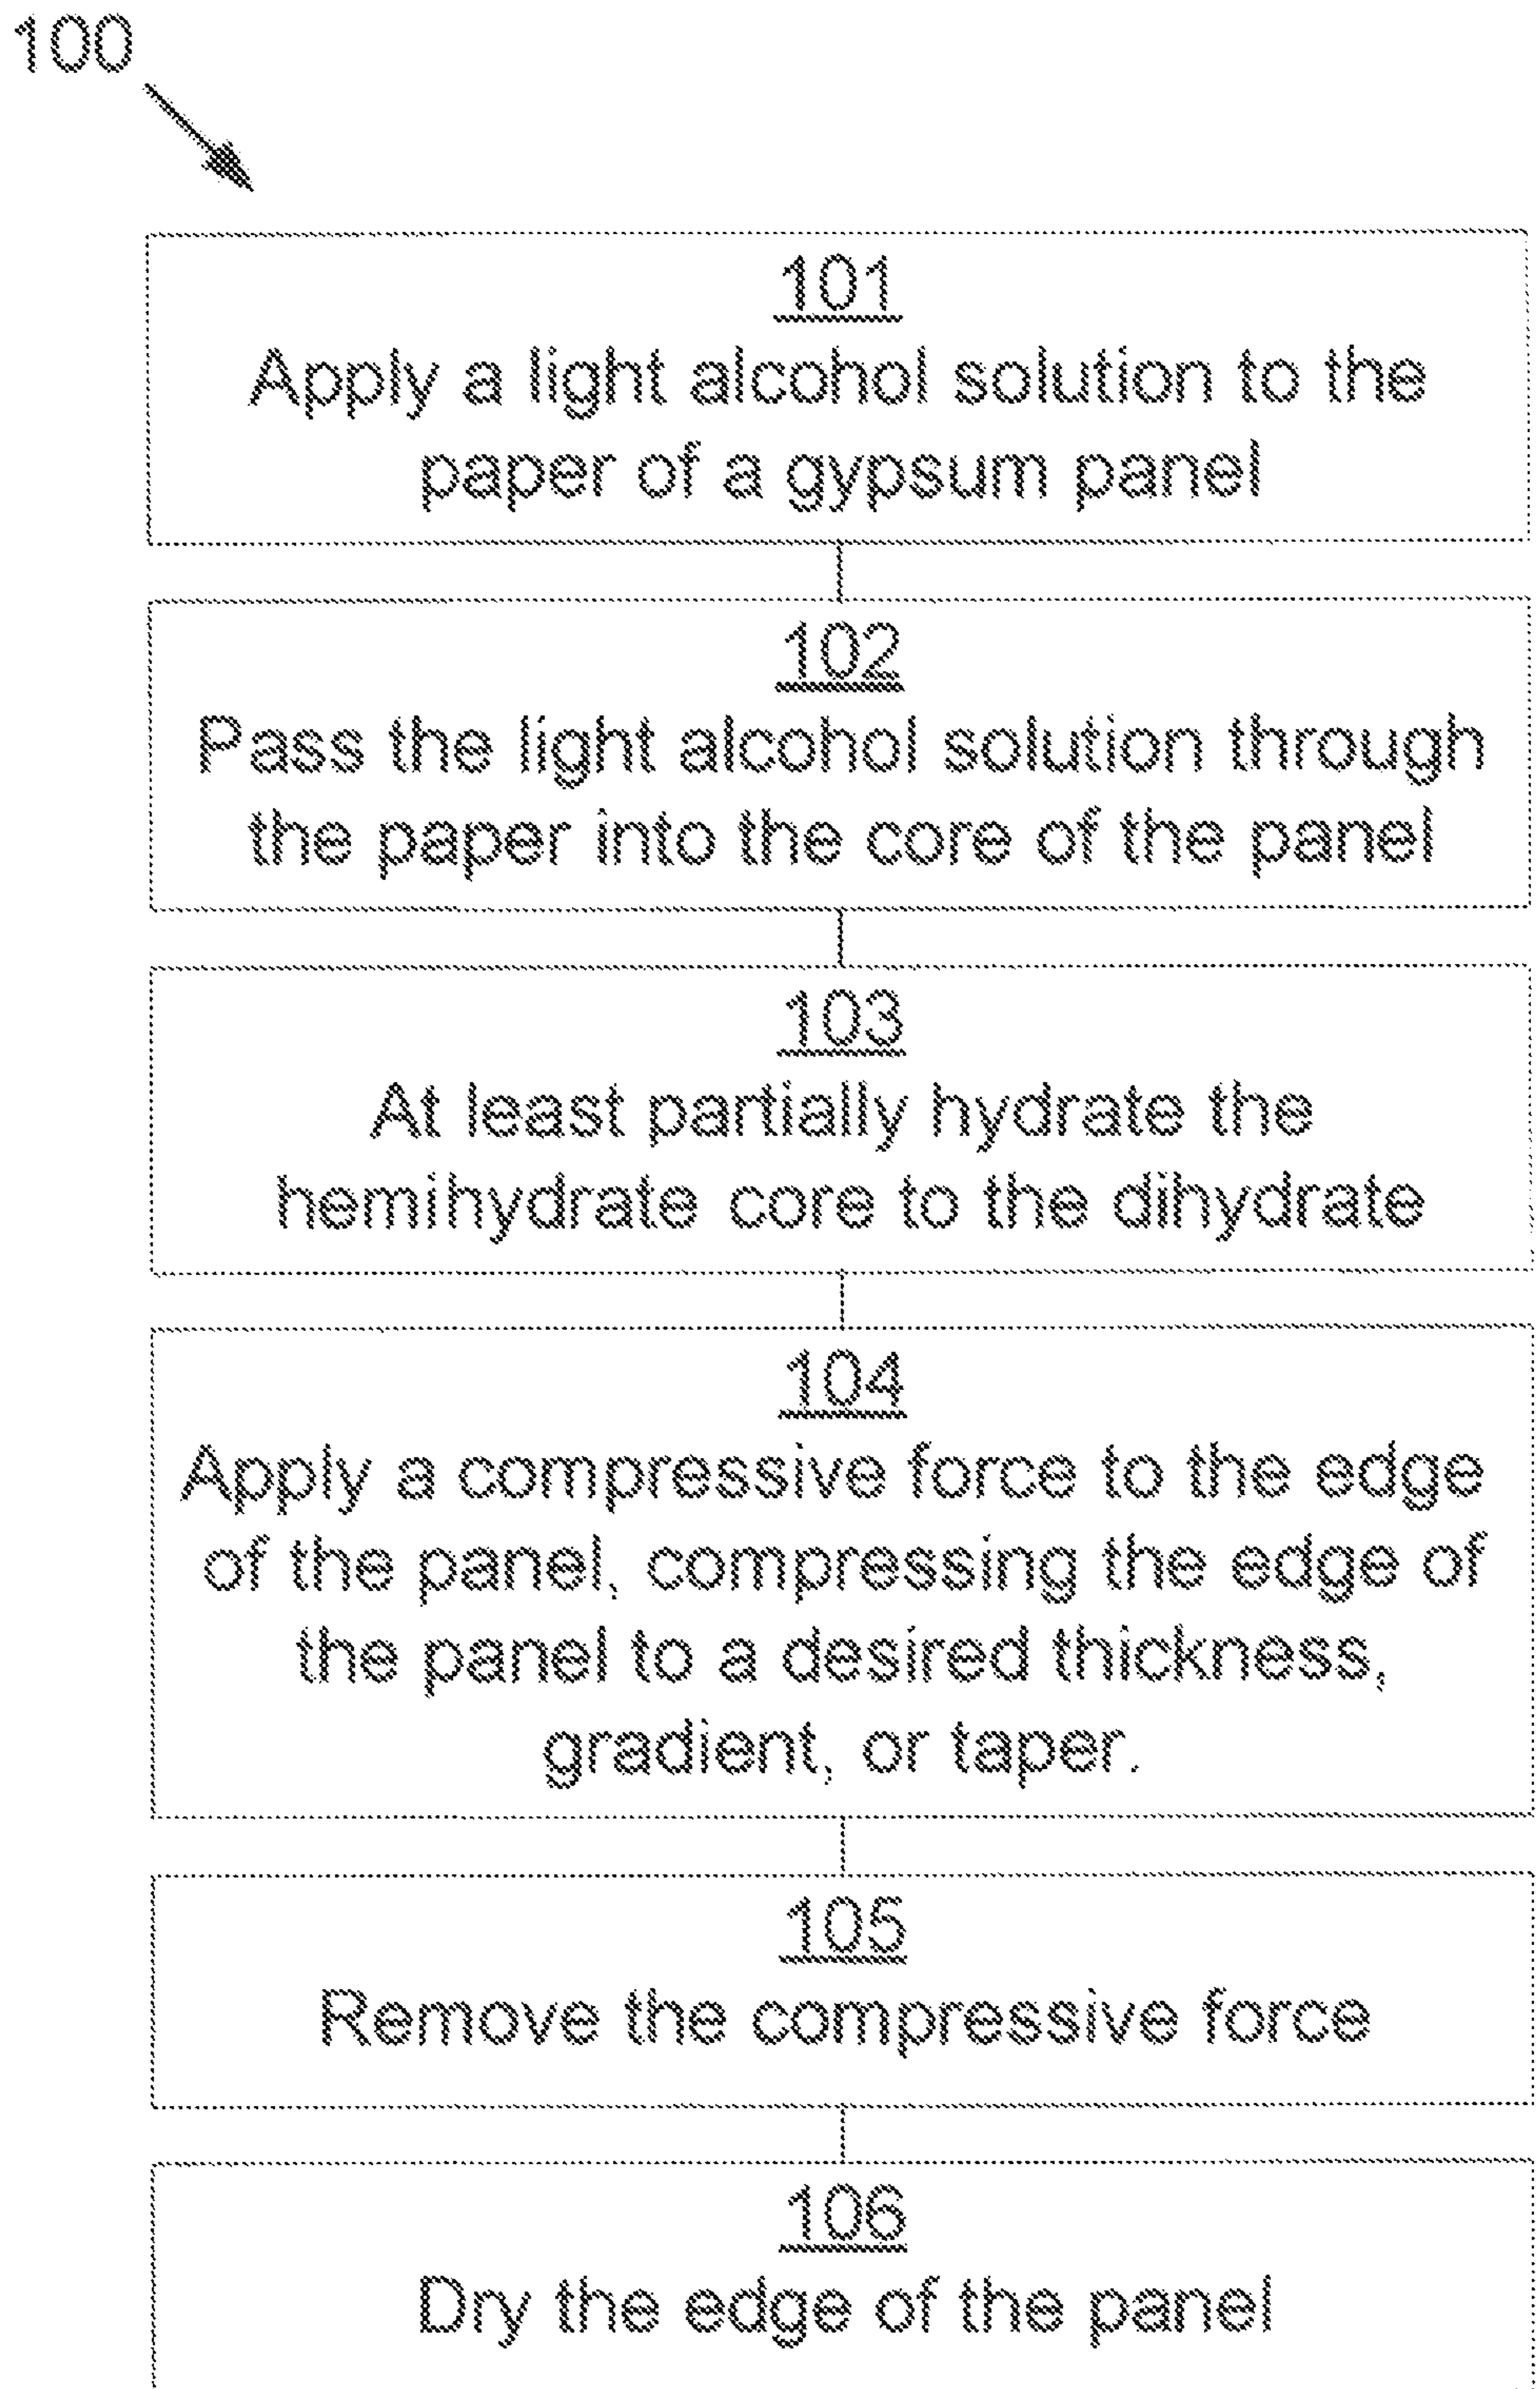 100
101
Apply a light alcohol solution to the
paper of a gypsum panel
102
Pass the light alcohol solution through
the paper into the core of the panel
103
At least partially hydrate the
hemihydrate core to the dihydrate
104
Apply a compressive force to the edge
of the panel, compressing the edge of
the panel to a desired thickness,
gradient, or taper.
105
Remove the compressive force
106
Dry the edge of the panel